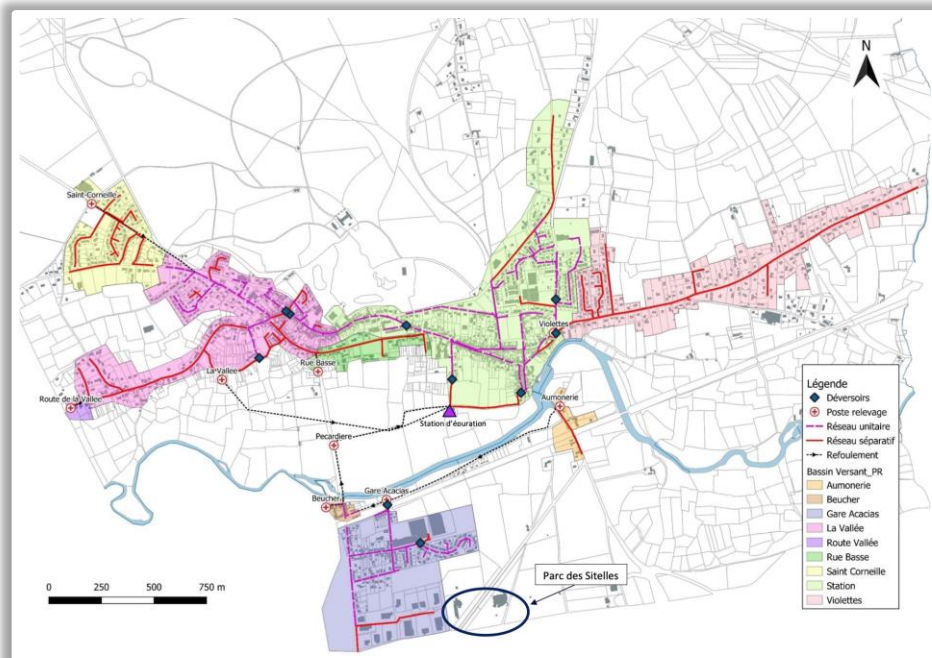 N
Saint-Corneille
Violettes
La Vallee
Rue Basse
Route de la Vallee
Aumonerie
Station d'épuration
Pecardiere
Beucher
Gare Acacias
Parc des Sitelles
0 250 500 750 m
Légende
Déversoirs
Poste relevage
Réseau unitaire
Réseau séparatif
Refoulement
Bassin Versant_PR
Aumonerie
Beucher
Gare Acacias
La Vallée
Route Vallée
Rue Basse
Saint Corneille
Station
Violettes